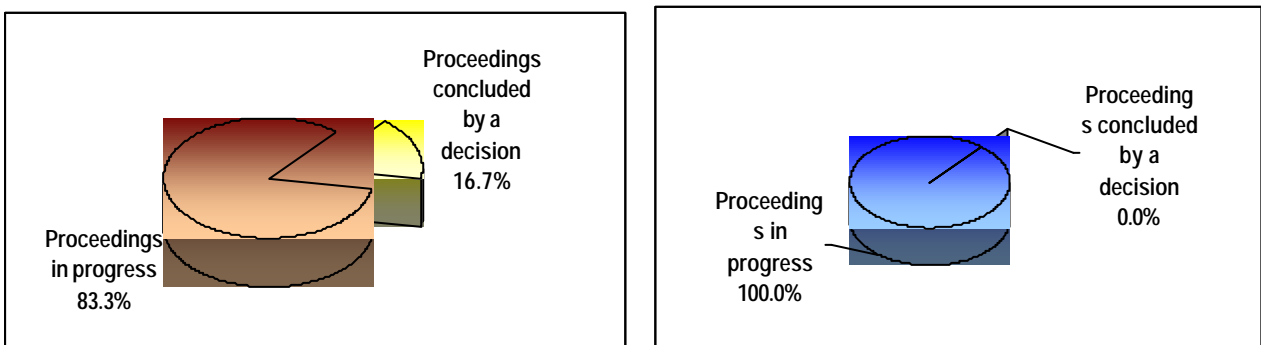 Proceedings
concluded
by a
decision
16.7%
Proceedings
in progress
83.3%
Proceeding
s concluded
by a
decision
0.0%
Proceeding
s in
progress
100.0%